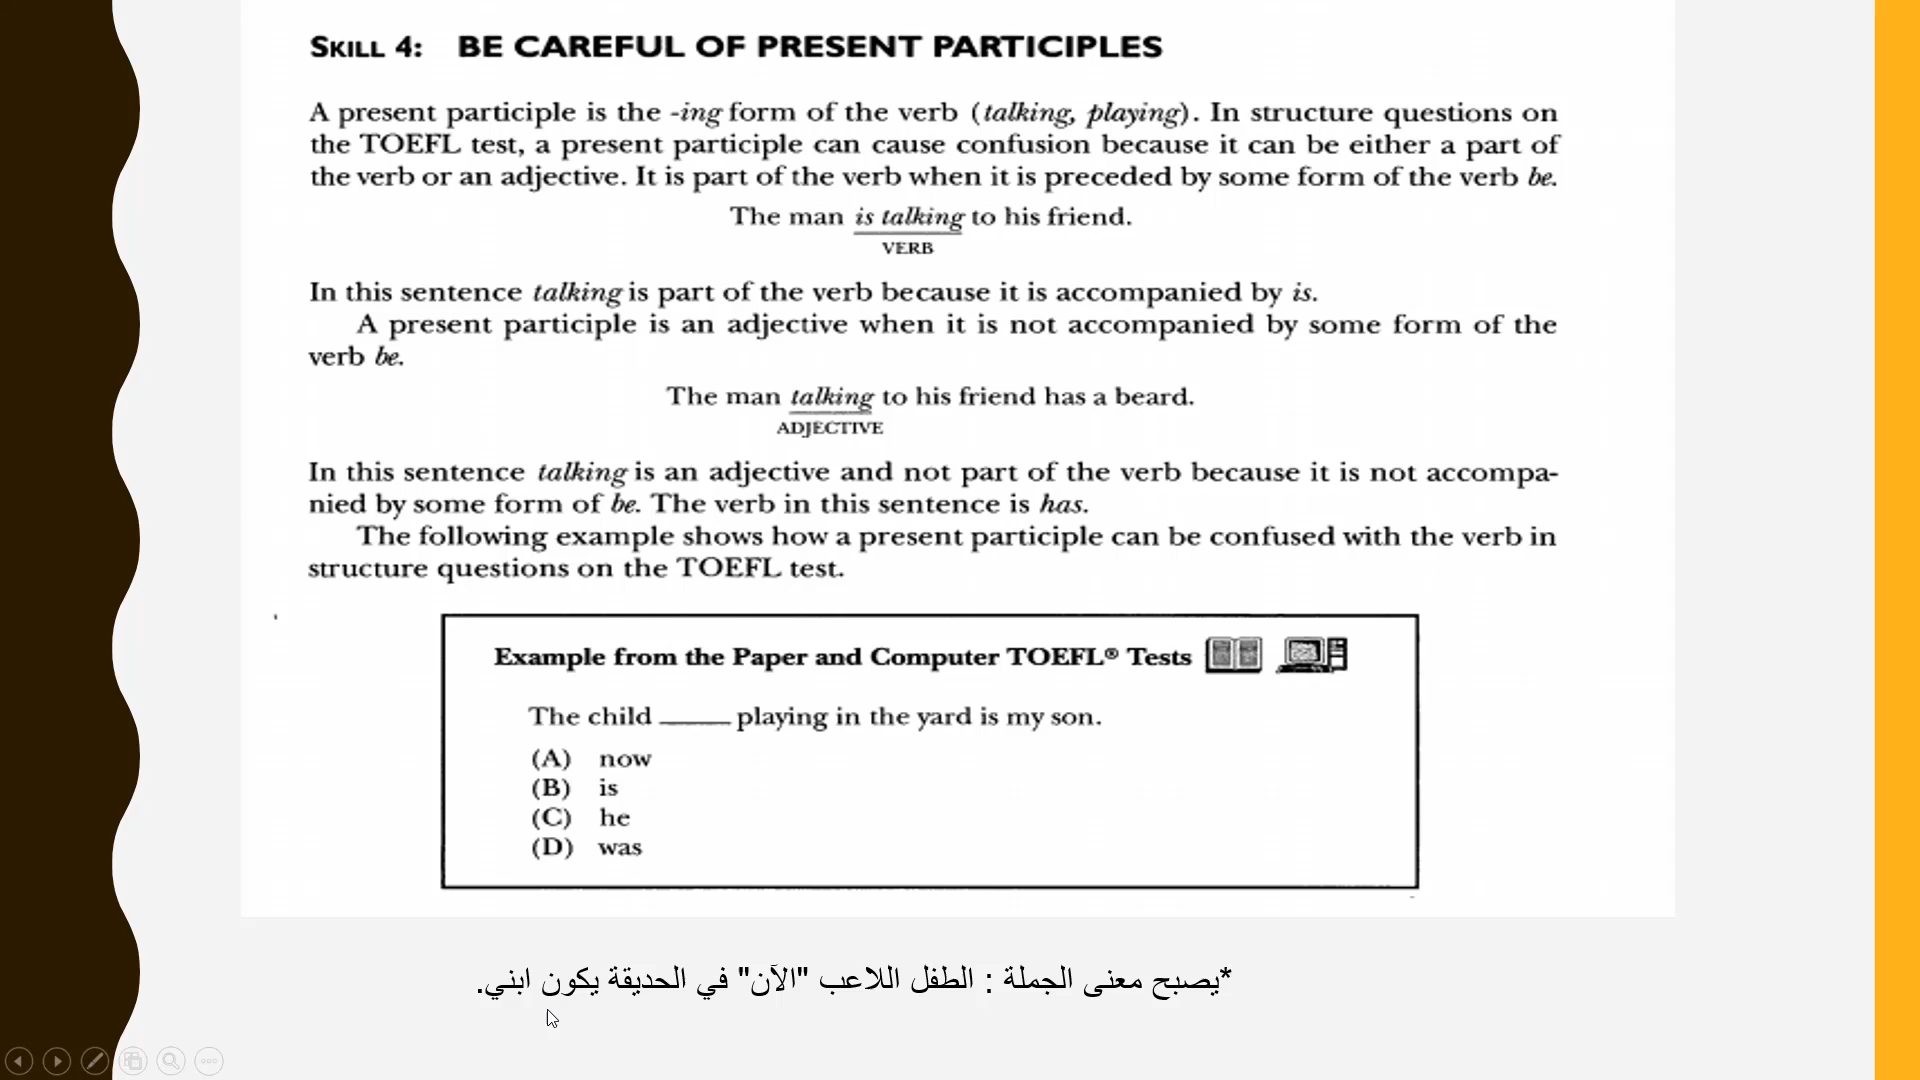 SKILL 4: BE CAREFUL OF PRESENT PARTICIPLES
A present participle is the -ing form of the verb (talking, playing). In structure questions on
the TOEFL test, a present participle can cause confusion because it can be either a part of
the verb or an adjective. It is part of the verb when it is preceded by some form of the verb be.
The man is talking to his friend.
VERB
In this sentence talking is part of the verb because it is accompanied by is.
A present participle is an adjective when it is not accompanied by some form of the
verb be.
The man talking to his friend has a beard.
ADJECTIVE
In this sentence talking is an adjective and not part of the verb because it is not accompa-
nied by some form of be. The verb in this sentence is has.
The following example shows how a present participle can be confused with the verb in
structure questions on the TOEFL test.
Example from the Paper and Computer TOEFL® Tests
The child _____ playing in the yard is my son.
(A) now
(B) is
(C) he
(D) was
*يصبح معنى الجملة : الطفل اللاعب "الآن" في الحديقة يكون ابني.